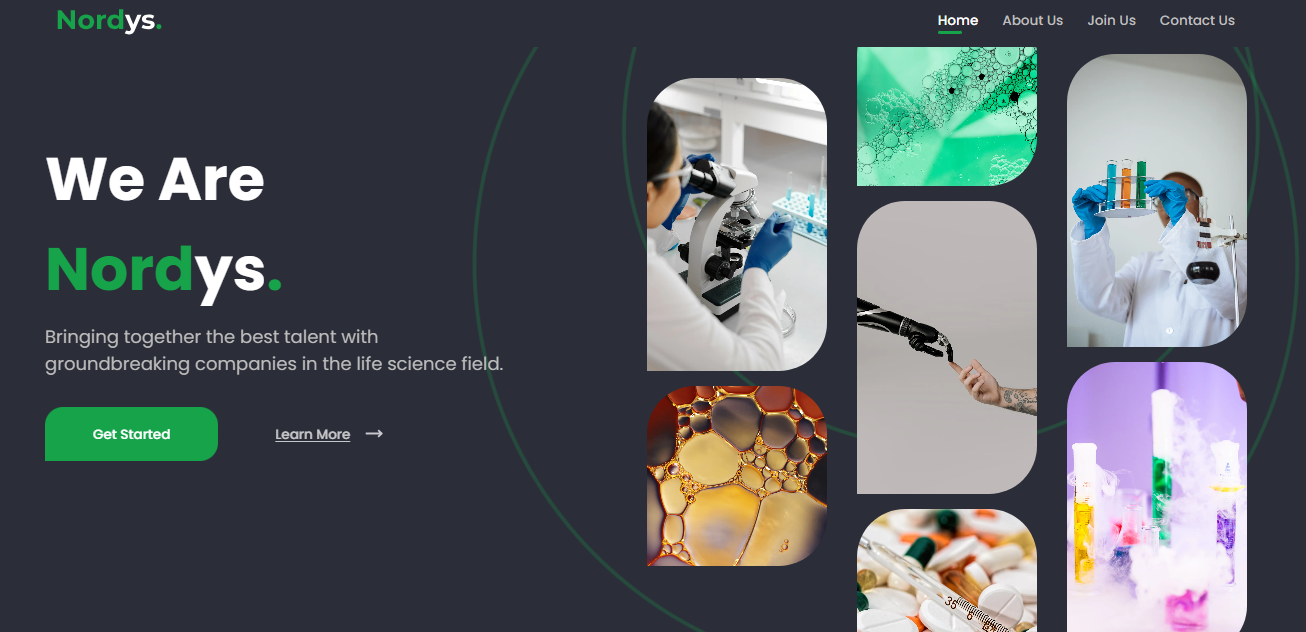 Nordys.
Home About Us Join Us Contact Us
We Are
Nordys.
Bringing together the best talent with
groundbreaking companies in the life science field.
Get Started
Learn More
35